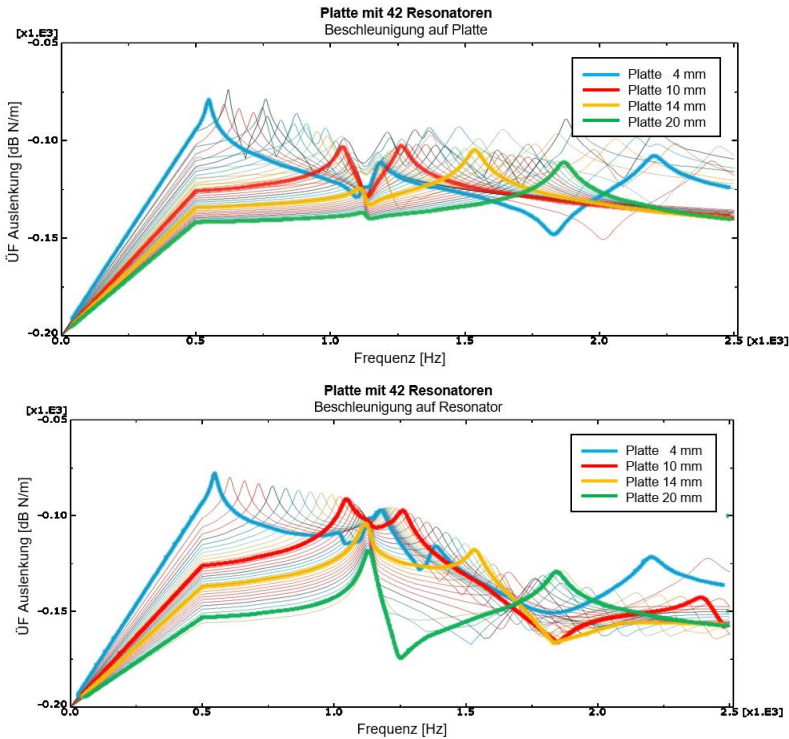 Platte mit 42 Resonatoren
Beschleunigung auf Platte
[x1.E3]
-0.05
-0.10
-0.15
-0.20
ÜF Auslenkung [dB N/m]
Platte 4 mm
Platte 10 mm
Platte 14 mm
Platte 20 mm
0.0 0.5 1.0 1.5 2.0 2.5 [x1.E3]
Frequenz [Hz]
Platte mit 42 Resonatoren
Beschleunigung auf Resonator
[x1.E3]
-0.05
-0.10
-0.15
-0.20
ÜF Auslenkung [dB N/m]
Platte 4 mm
Platte 10 mm
Platte 14 mm
Platte 20 mm
0.0 0.5 1.0 1.5 2.0 2.5 [x1.E3]
Frequenz [Hz]